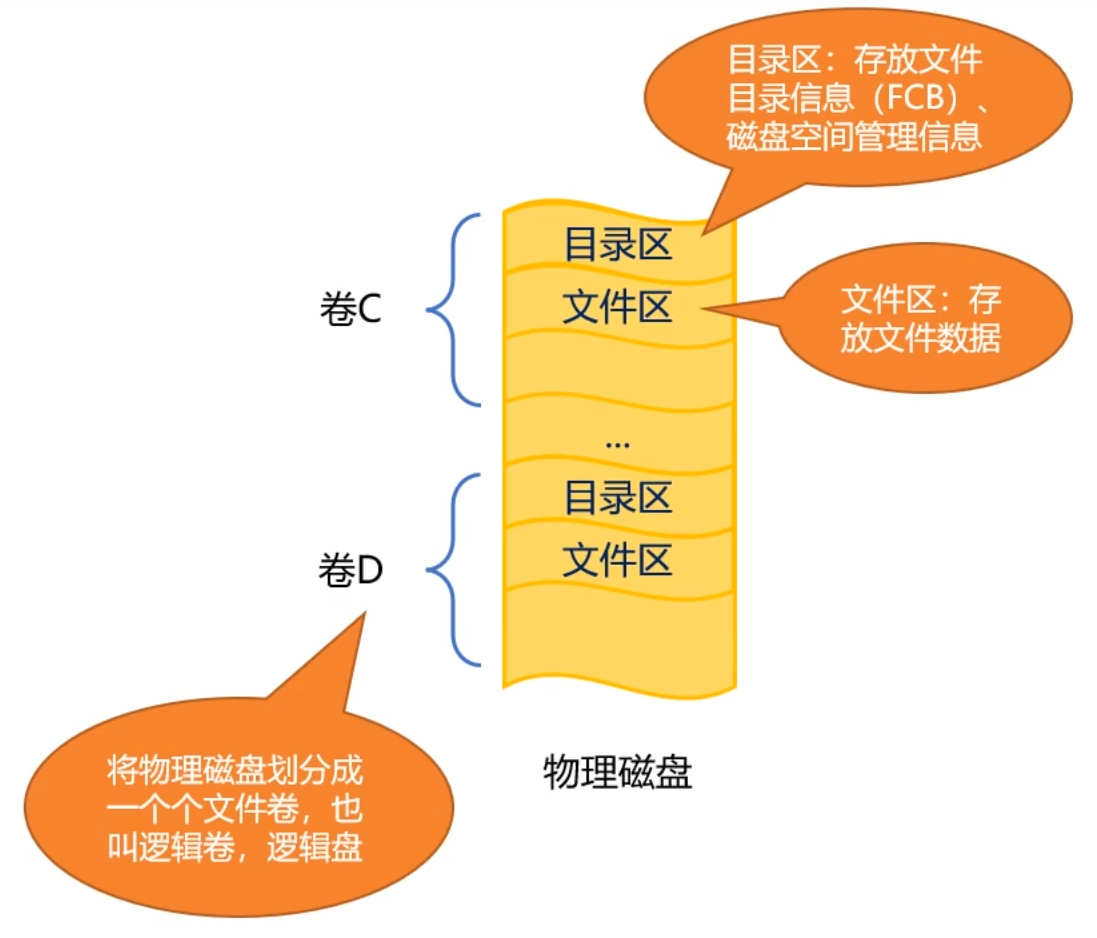 目录区：存放文件
目录信息（FCB）、
磁盘空间管理信息
目录区
文件区
文件区：存
放文件数据
卷C
...
目录区
文件区
卷D
将物理磁盘划分成
一个个文件卷，也
叫逻辑卷，逻辑盘
物理磁盘